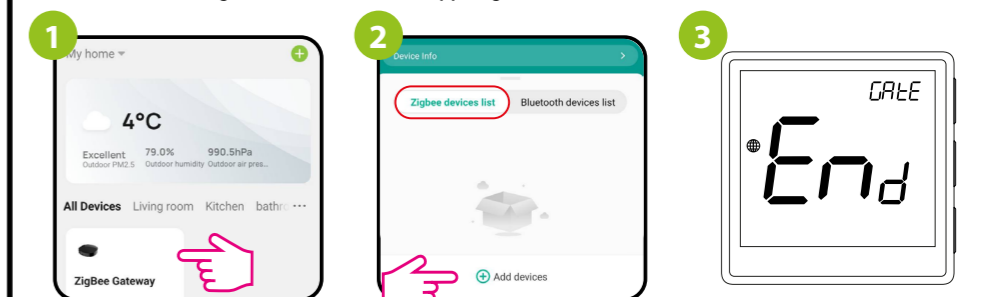 1
My home
4°C
Excellent 79.0% 990.5hPa
Outdoor PM2.5 Outdoor humidity Outdoor air pres...
All Devices Living room Kitchen bathro ...
ZigBee Gateway
2
Device Info
Zigbee devices list Bluetooth devices list
Add devices
3
GAtE
End